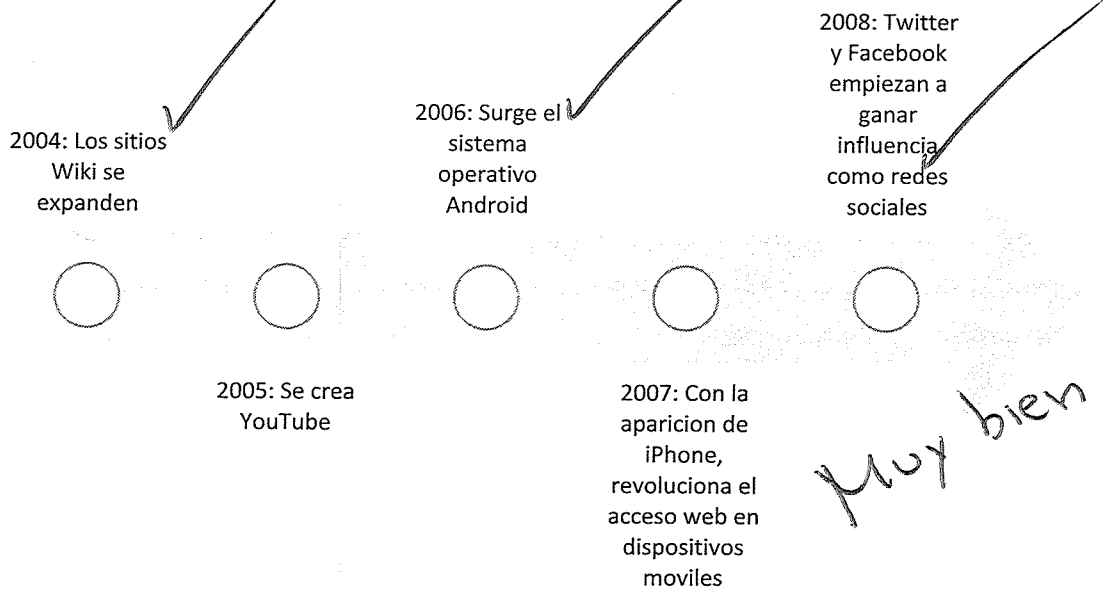 2004: Los sitios
Wiki se
expanden
2005: Se crea
YouTube
2006: Surge el
sistema
operativo
Android
2007: Con la
aparicion de
iPhone,
revoluciona el
acceso web en
dispositivos
moviles
2008: Twitter
y Facebook
empiezan a
ganar
influencia
como redes
sociales
Muy bien